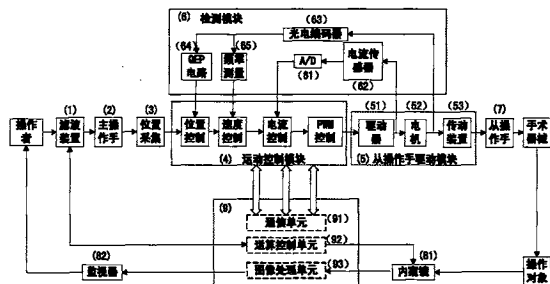 (6) 检测模块
(63)
光电编码器
(64)
(65)
QEP
电路
频率
测量
A/D
(61)
电流传
感器
(62)
(1)
(2)
(3)
(51)
(52)
(53)
(7)
操作
者
滤波
装置
主操
作手
位置
采集
位置
控制
速度
控制
电流
控制
PWM
控制
驱动
器
电
机
传动
装置
从操
作手
手术
器械
(4) 运动控制模块
(5) 从操作手驱动模块
(9)
通信单元
(91)
运算控制单元
(92)
图像处理单元
(93)
(82)
监视器
(81)
内窥镜
操作
对象